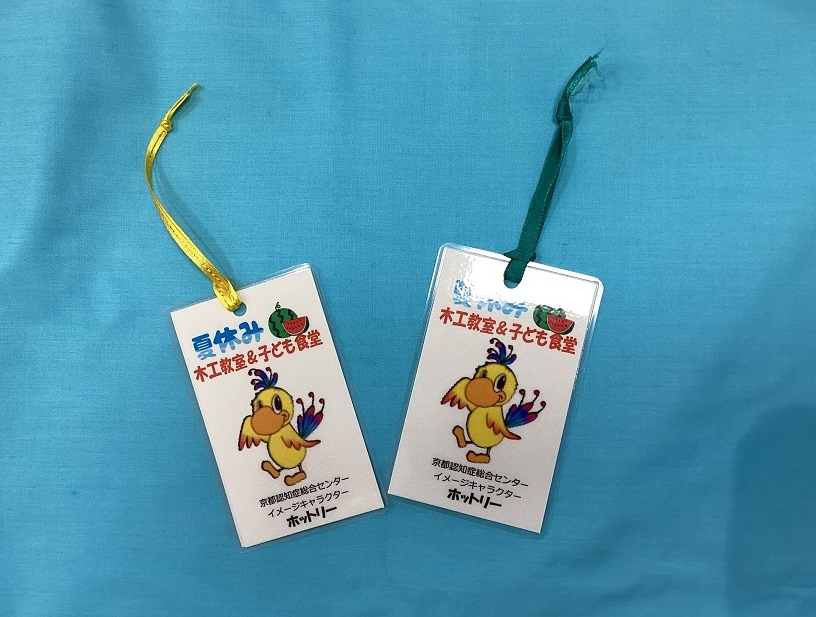 夏休み
木工教室&子ども食堂
京都認知症総合センター
イメージキャラクター
ホットリー
夏休み
木工教室&子ども食堂
京都認知症総合センター
イメージキャラクター
ホットリー